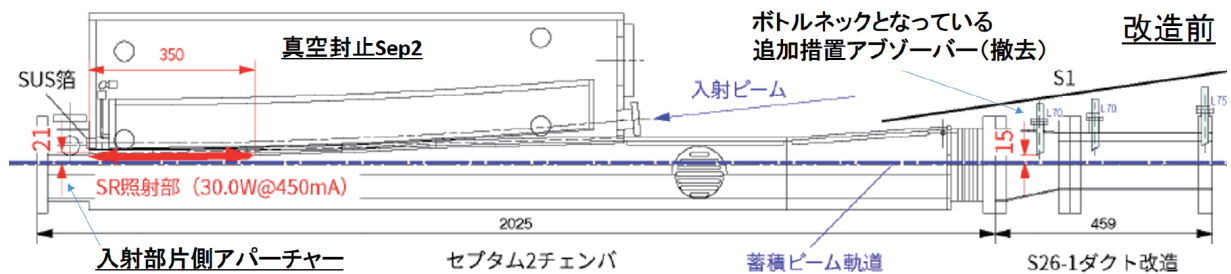 ボトルネックとなっている
追加措置アブゾーバー（撤去）
改造前
真空封止Sep2
350
SUS箔
入射ビーム
S1
L70
L70
L75
21
15
SR照射部（30.0W@450mA）
2025
459
入射部片側アパーチャー
セプタム2チェンバ
蓄積ビーム軌道
S26-1ダクト改造